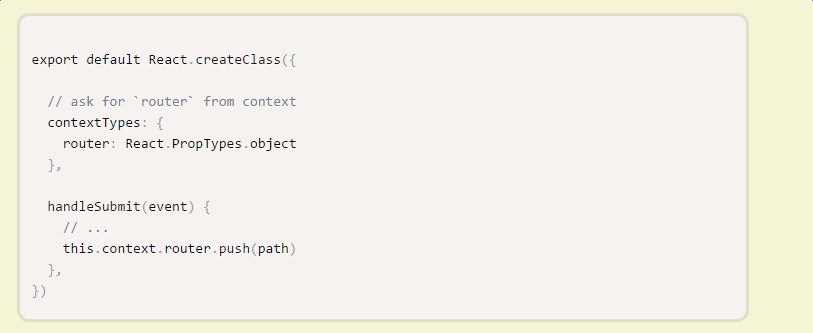 export default React.createClass({
  // ask for `router` from context
  contextTypes: {
    router: React.PropTypes.object
  },
  handleSubmit(event) {
    // ...
    this.context.router.push(path)
  },
})